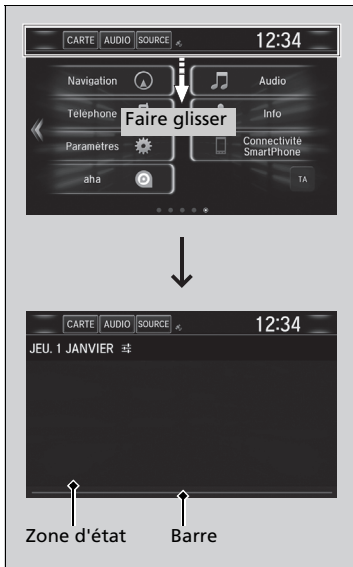 CARTE AUDIO SOURCE 12:34
Navigation Audio
Telephone Info
Faire glisser
Paramètres Connectivité SmartPhone
aha TA
CARTE AUDIO SOURCE 12:34
JEU. 1 JANVIER
Zone d'état Barre